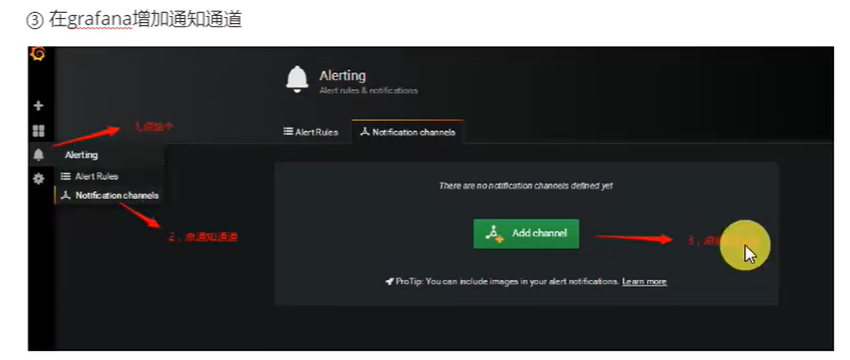 ③ 在grafana增加通知通道
Alerting
Alert rules & notifications
1,点这个
Alert Rules
Notification channels
Alerting
Alert Rules
Notification channels
There are no notification channels defined yet
2，点通知通道
Add channel
3，点
ProTip: You can include images in your alert notifications. Learn more